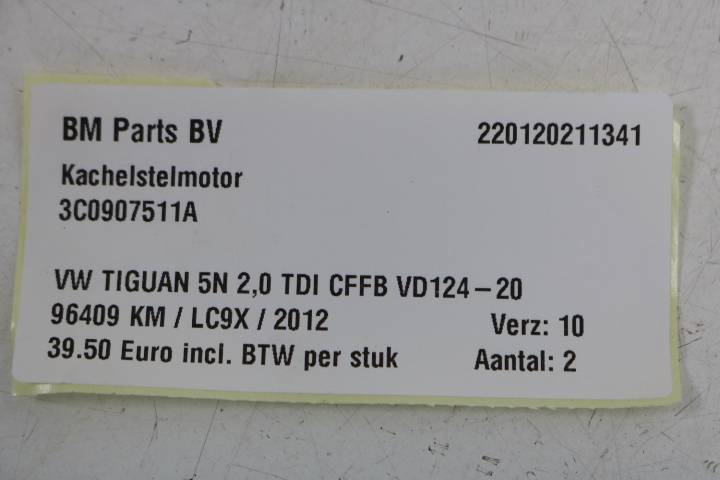 BM Parts BV 220120211341
Kachelstelmotor
3C0907511A
VW TIGUAN 5N 2,0 TDI CFFB VD124-20
96409 KM / LC9X / 2012 Verz: 10
39.50 Euro incl. BTW per stuk Aantal: 2